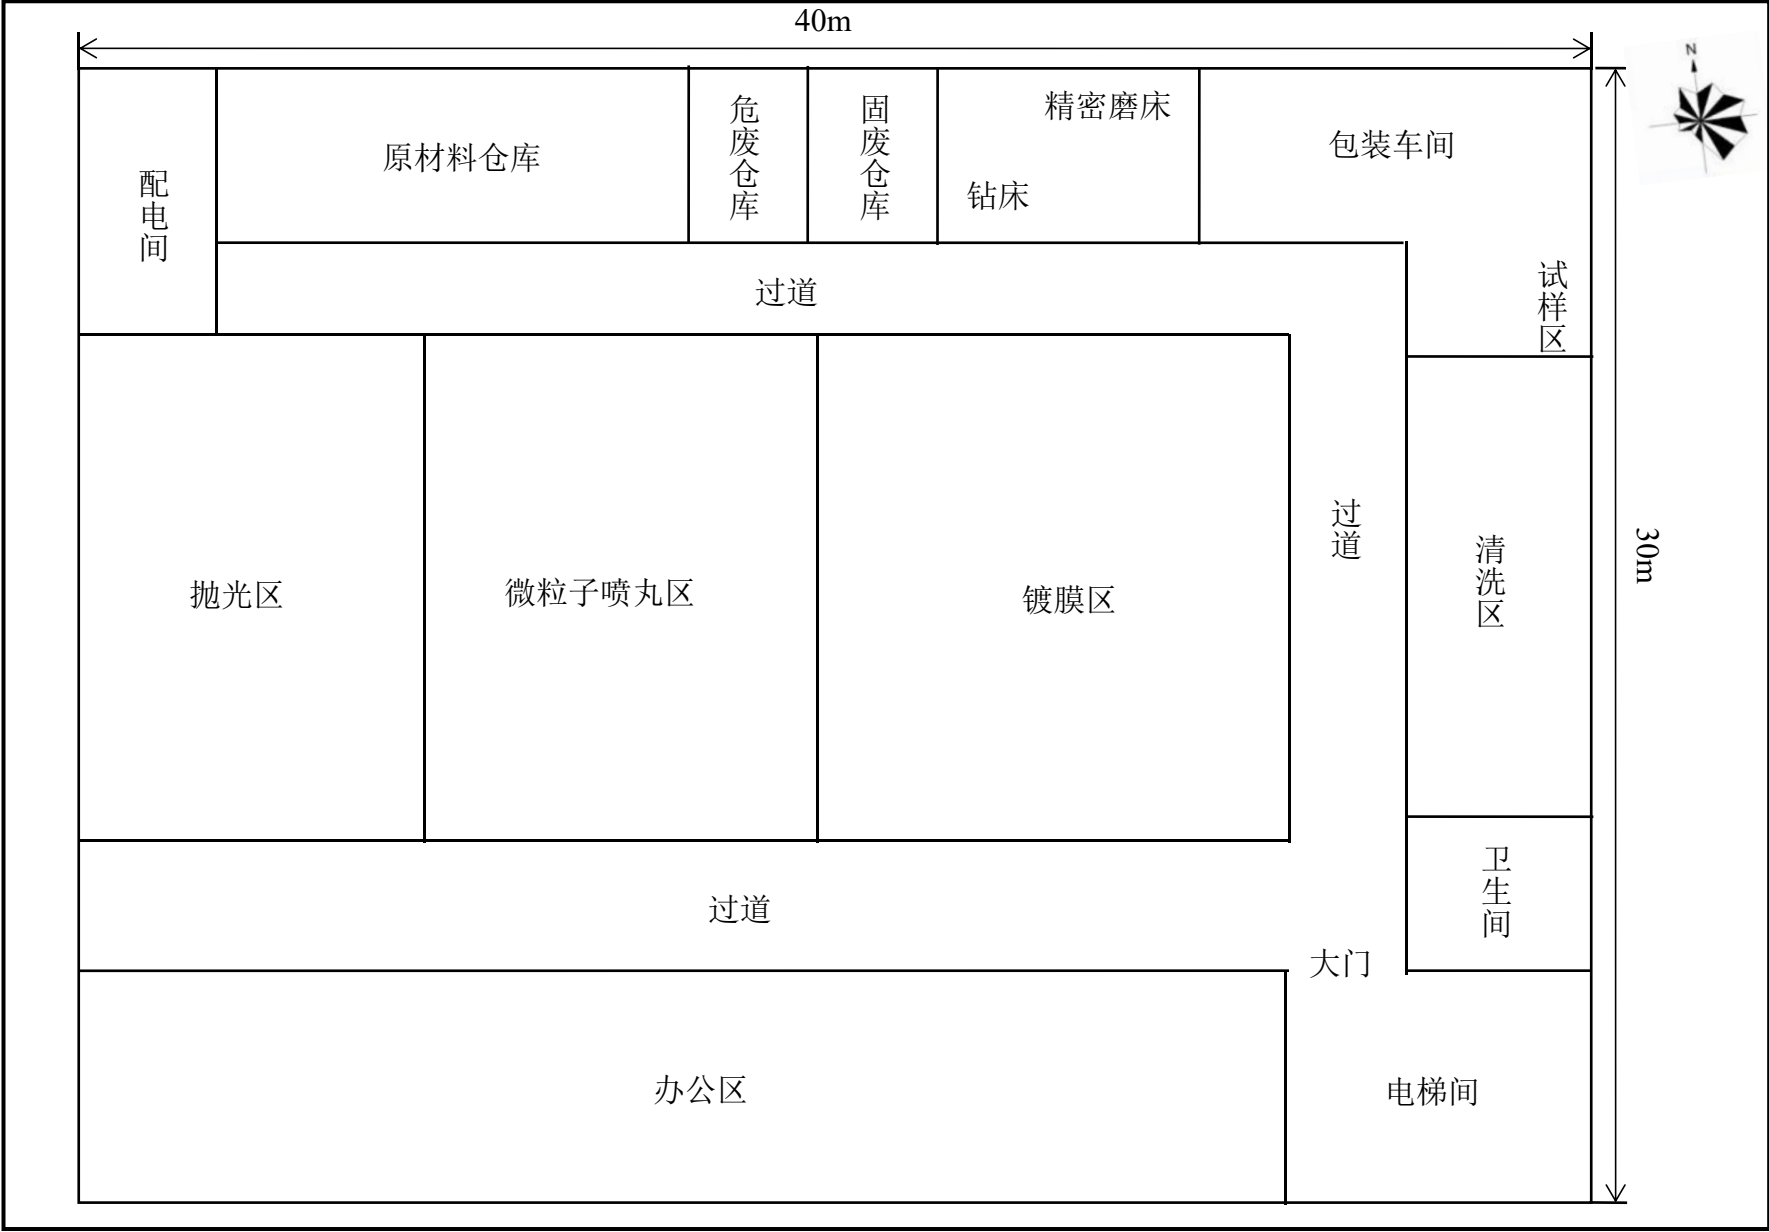 40m
N
配电间
原材料仓库
危废仓库
固废仓库
精密磨床
钻床
包装车间
试样区
过道
抛光区
微粒子喷丸区
镀膜区
过道
清洗区
30m
过道
卫生间
大门
办公区
电梯间